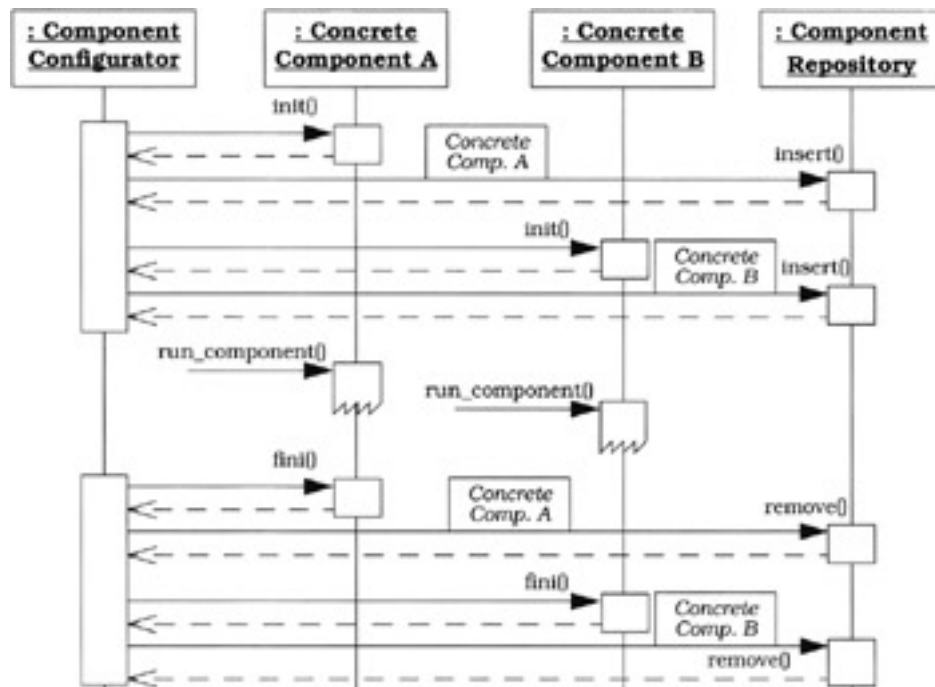 : Component
Configurator
: Concrete
Component A
: Concrete
Component B
: Component
Repository
init()
Concrete
Comp. A
insert()
init()
Concrete
Comp. B
insert()
run_component()
run_component()
fini()
Concrete
Comp. A
remove()
fini()
Concrete
Comp. B
remove()